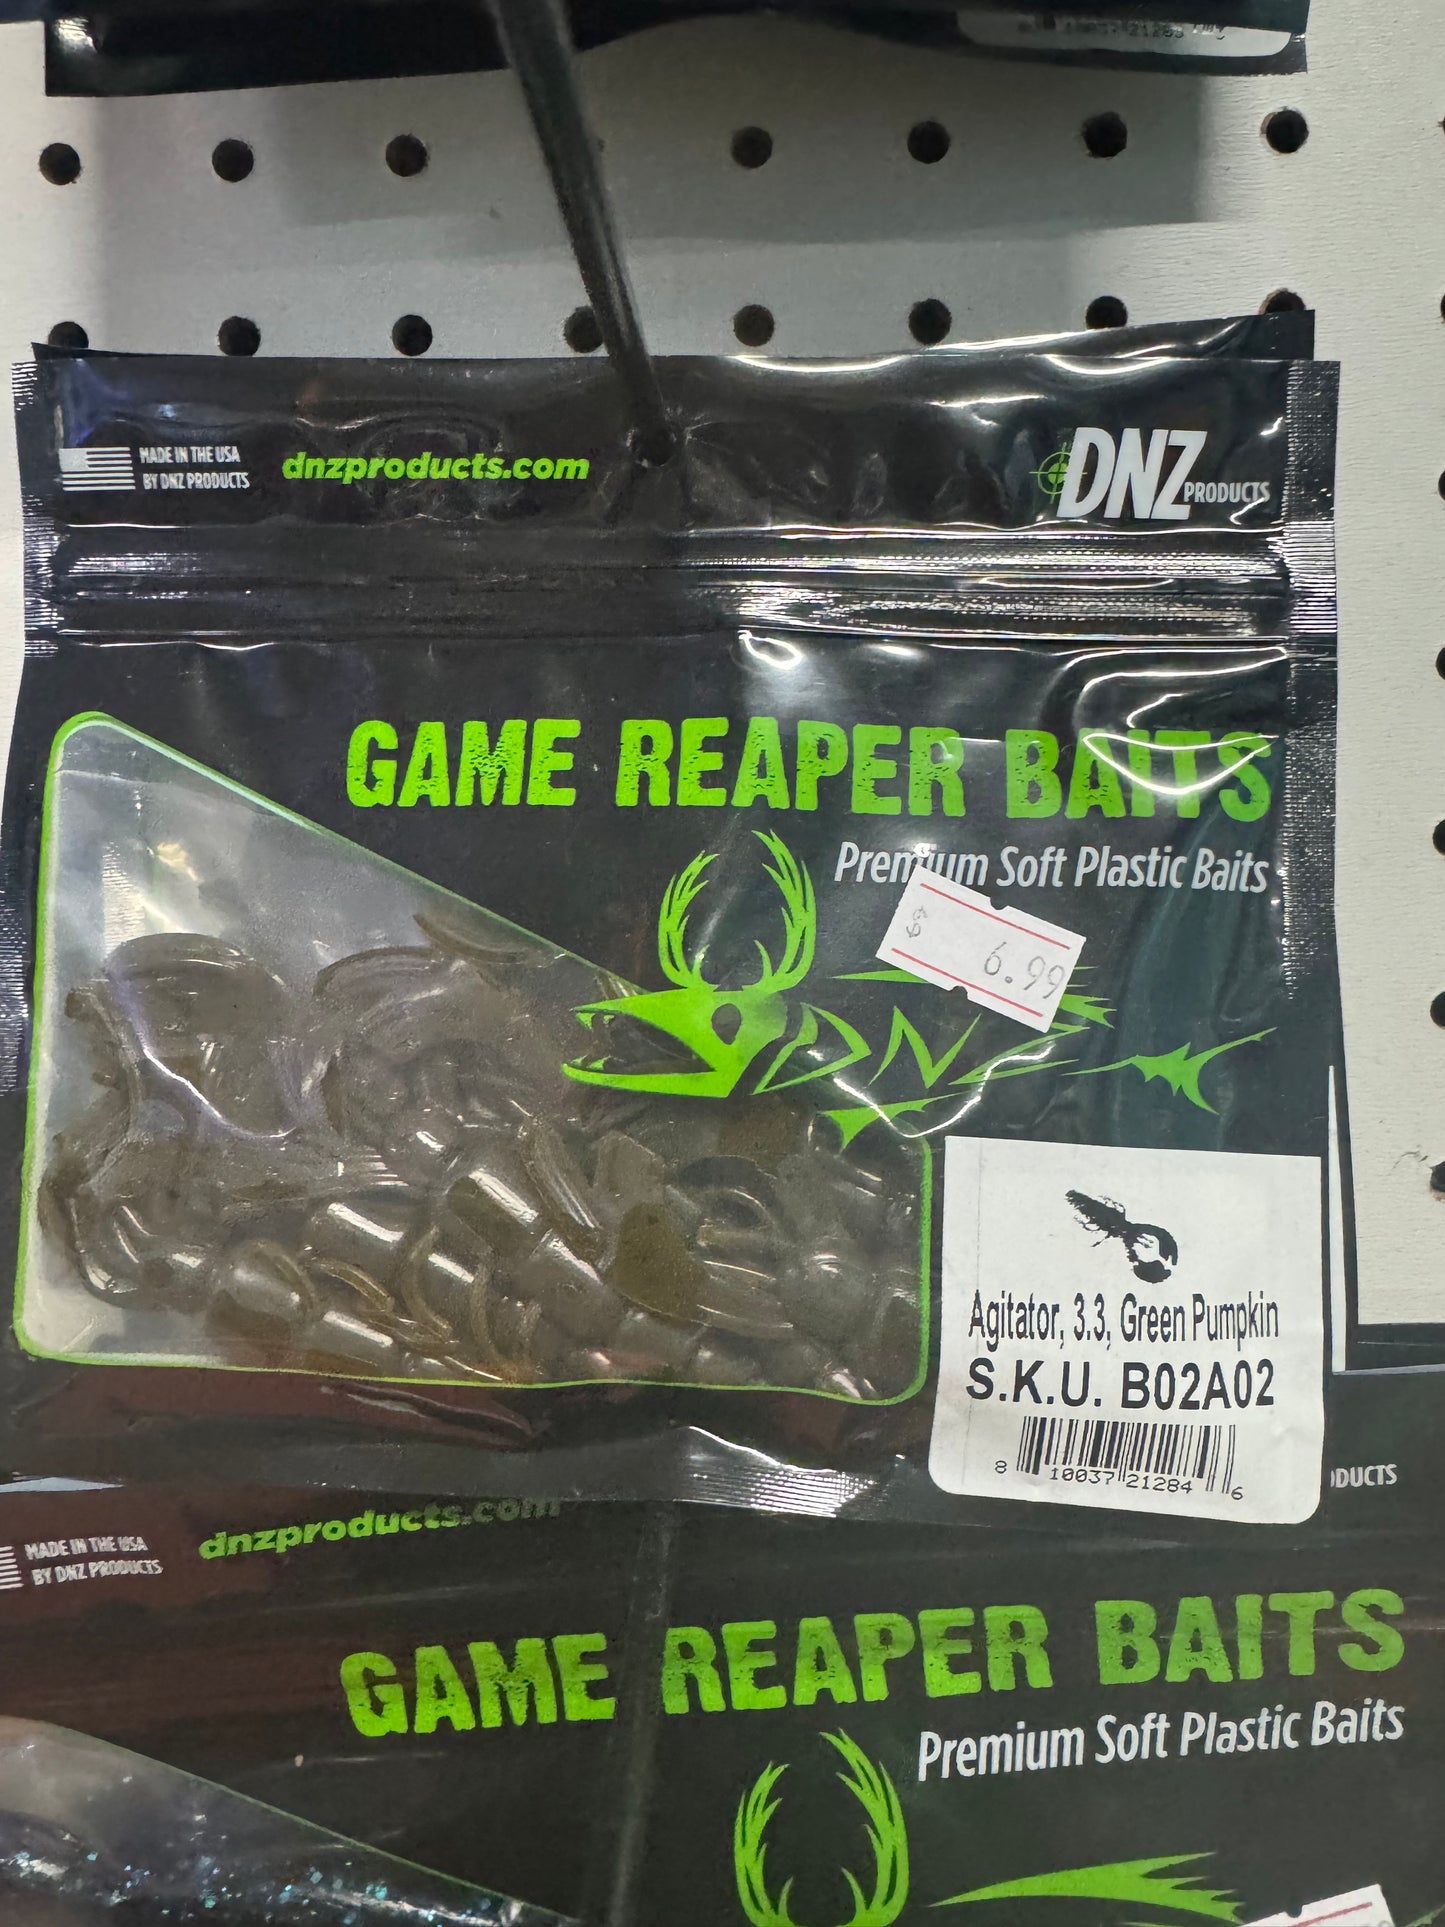 MADE IN THE USA
BY DNZ PRODUCTS
dnzproducts.com
DNZ PRODUCTS
GAME REAPER BAITS
Premium Soft Plastic Baits
6.99
DNZ
Agitator, 3.3, Green Pumpkin
S.K.U. B02A02
8 10037 21284 6
DUCTS
MADE IN THE USA
BY DNZ PRODUCTS
dnzproducts.com
GAME REAPER BAITS
Premium Soft Plastic Baits